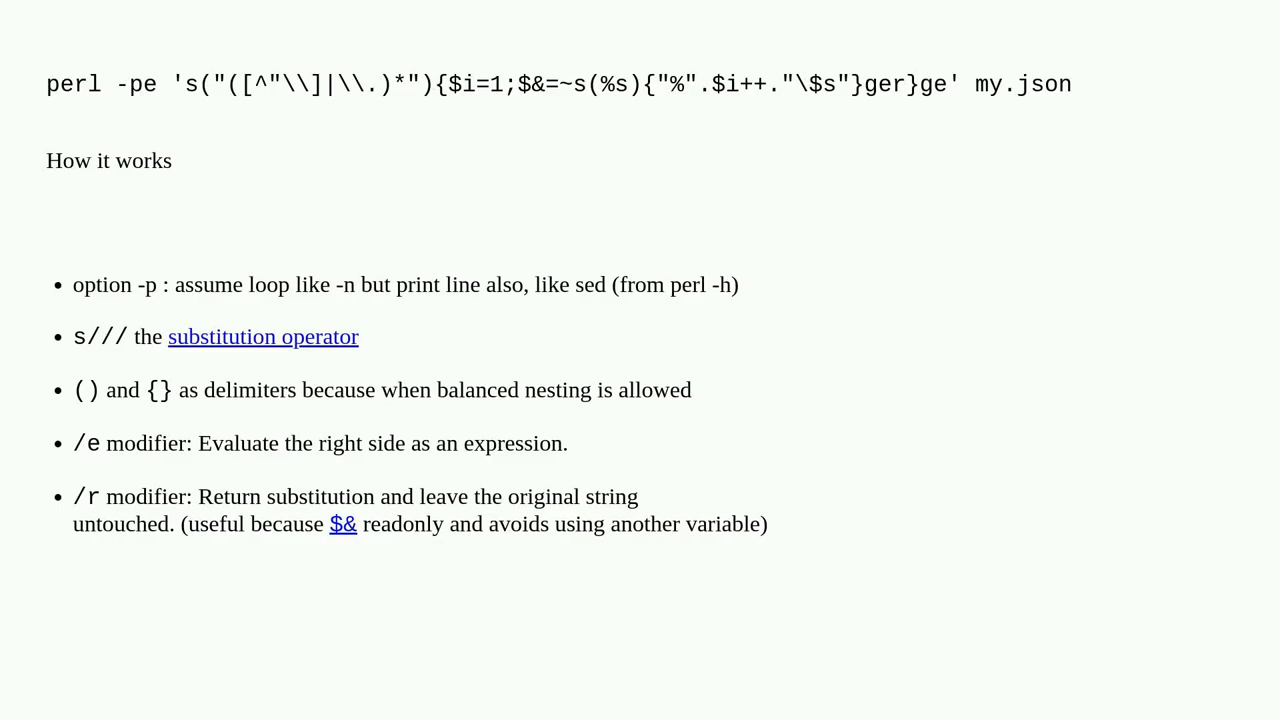 perl -pe 's("([^"\\]|\\.)*"){$i=1;$&=~s(%s){"%".$i++."\$s"}ger}ge' my.json
How it works
• option -p : assume loop like -n but print line also, like sed (from perl -h)
• s/// the substitution operator
• () and {} as delimiters because when balanced nesting is allowed
• /e modifier: Evaluate the right side as an expression.
• /r modifier: Return substitution and leave the original string
untouched. (useful because $& readonly and avoids using another variable)